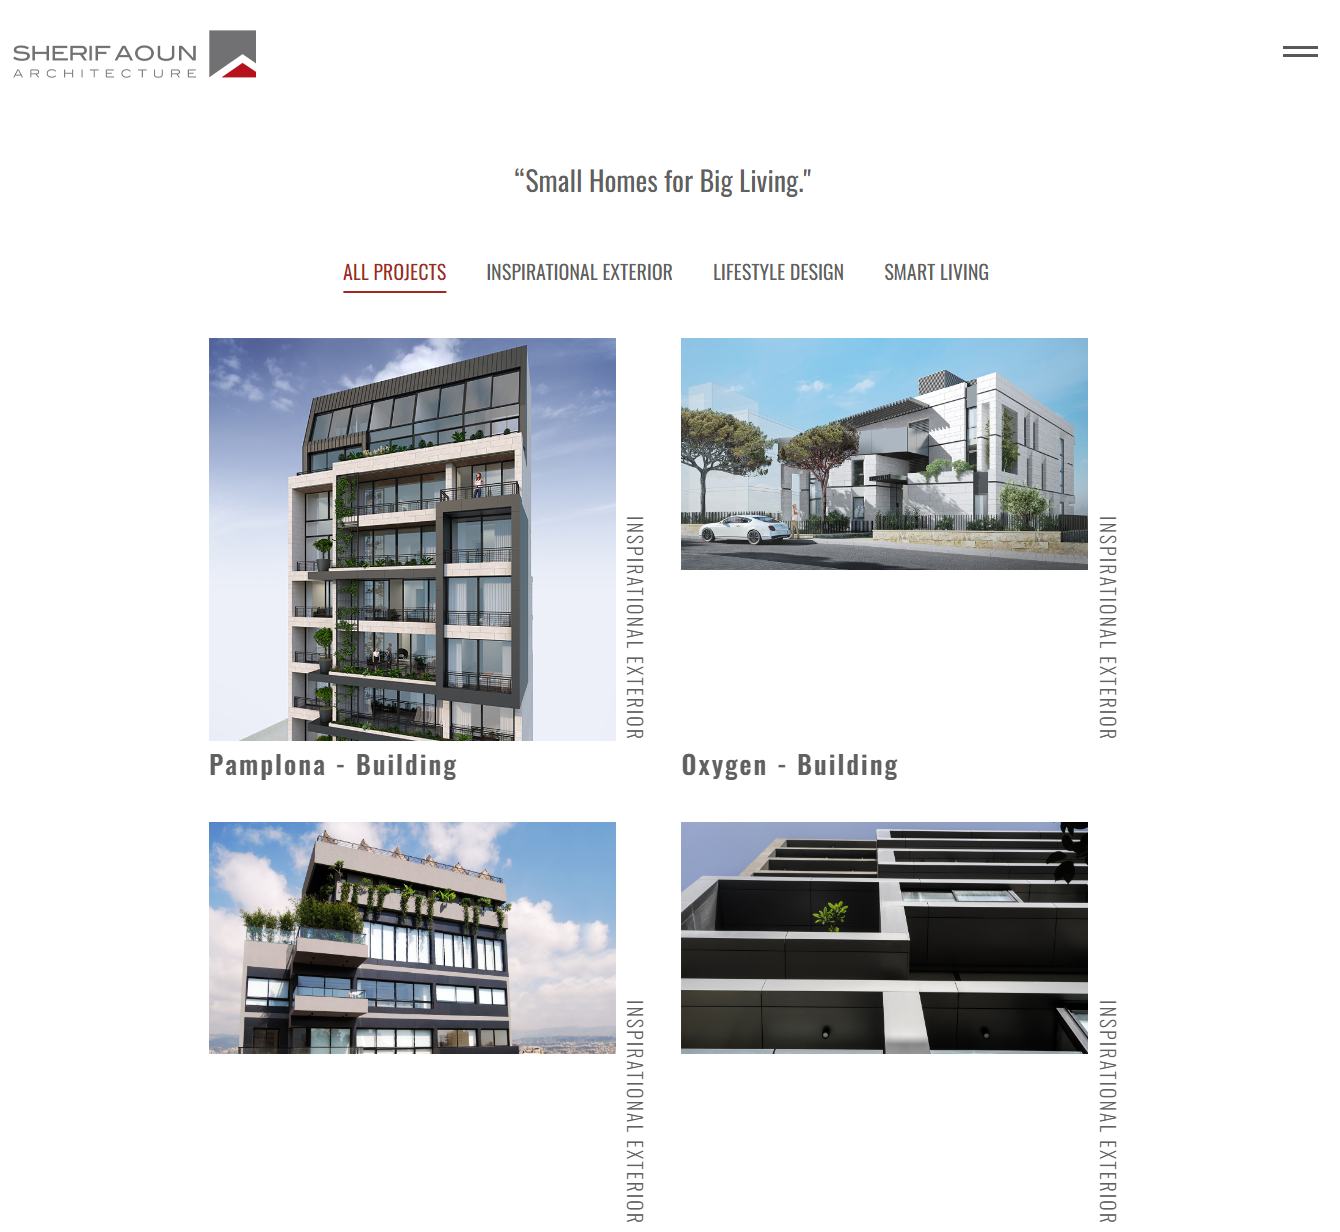 SHERIF AOUN
ARCHITECTURE
“Small Homes for Big Living."
ALL PROJECTS
INSPIRATIONAL EXTERIOR
LIFESTYLE DESIGN
SMART LIVING
INSPIRATIONAL EXTERIOR
Pamplona - Building
INSPIRATIONAL EXTERIOR
Oxygen - Building
INSPIRATIONAL EXTERIOR
INSPIRATIONAL EXTERIOR